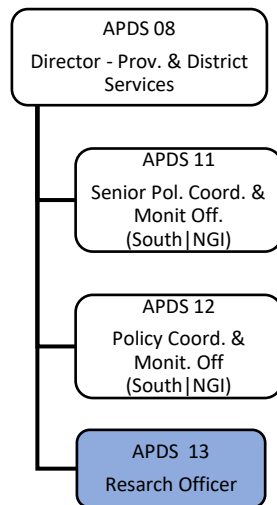 APDS 08
Director - Prov. & District
Services
APDS 11
Senior Pol. Coord. &
Monit Off.
(South|NGI)
APDS 12
Policy Coord. &
Monit. Off
(South|NGI)
APDS 13
Resarch Officer